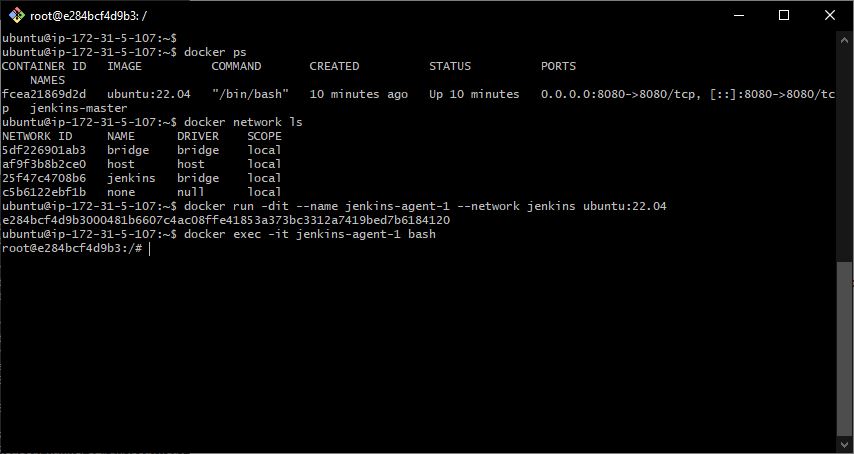 root@e284bcf4d9b3: /
ubuntu@ip-172-31-5-107:~$
ubuntu@ip-172-31-5-107:~$ docker ps
CONTAINER ID   IMAGE          COMMAND       CREATED          STATUS          PORTS
    NAMES
fcea21869d2d   ubuntu:22.04   "/bin/bash"   10 minutes ago   Up 10 minutes   0.0.0.0:8080->8080/tcp, [::]:8080->8080/tc
p   jenkins-master
ubuntu@ip-172-31-5-107:~$ docker network ls
NETWORK ID     NAME      DRIVER    SCOPE
5df226901ab3   bridge    bridge    local
af9f3b8b2ce0   host      host      local
25f47c4708b6   jenkins   bridge    local
c5b6122ebf1b   none      null      local
ubuntu@ip-172-31-5-107:~$ docker run -dit --name jenkins-agent-1 --network jenkins ubuntu:22.04
e284bcf4d9b3000481b6607c4ac08ffe41853a373bc3312a7419bed7b6184120
ubuntu@ip-172-31-5-107:~$ docker exec -it jenkins-agent-1 bash
root@e284bcf4d9b3:/#